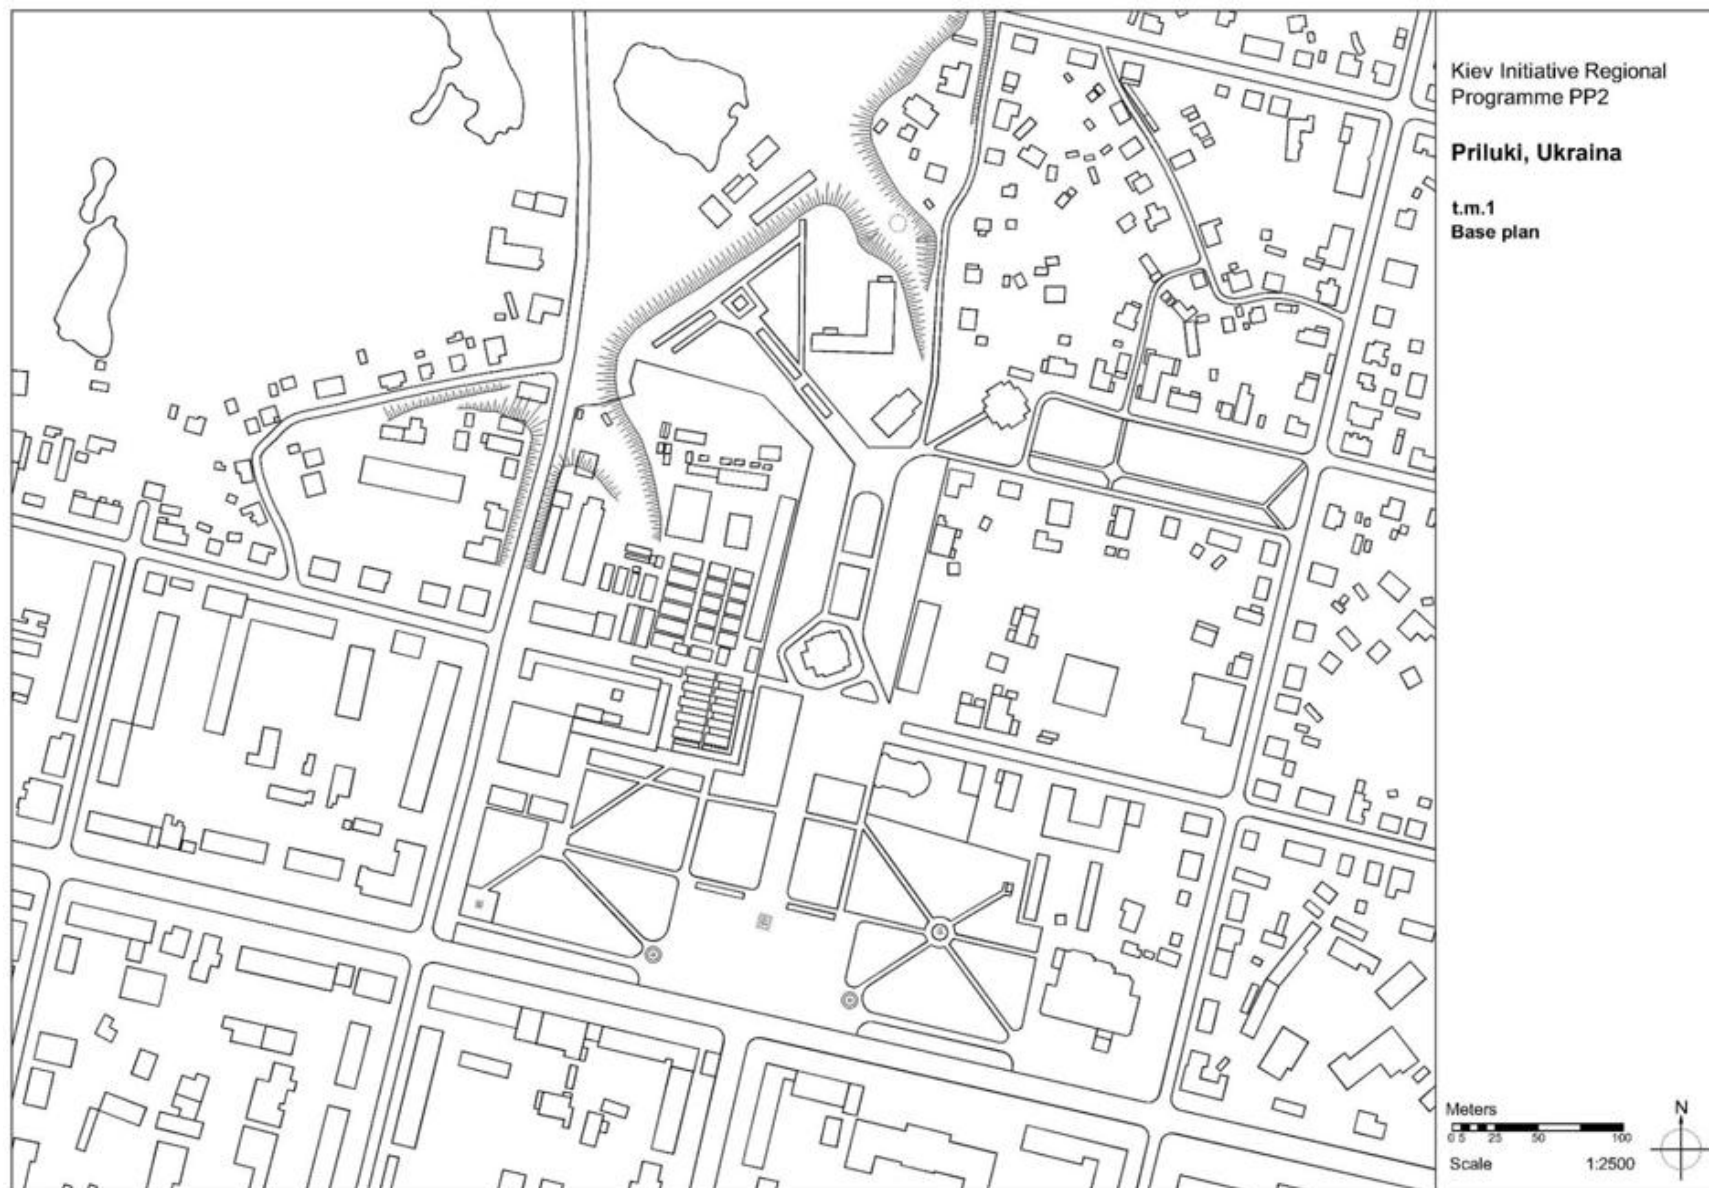 Kiev Initiative Regional
Programme PP2
Priluki, Ukraina
t.m.1
Base plan
Meters
0 5 25 50 100
Scale 1:2500
N